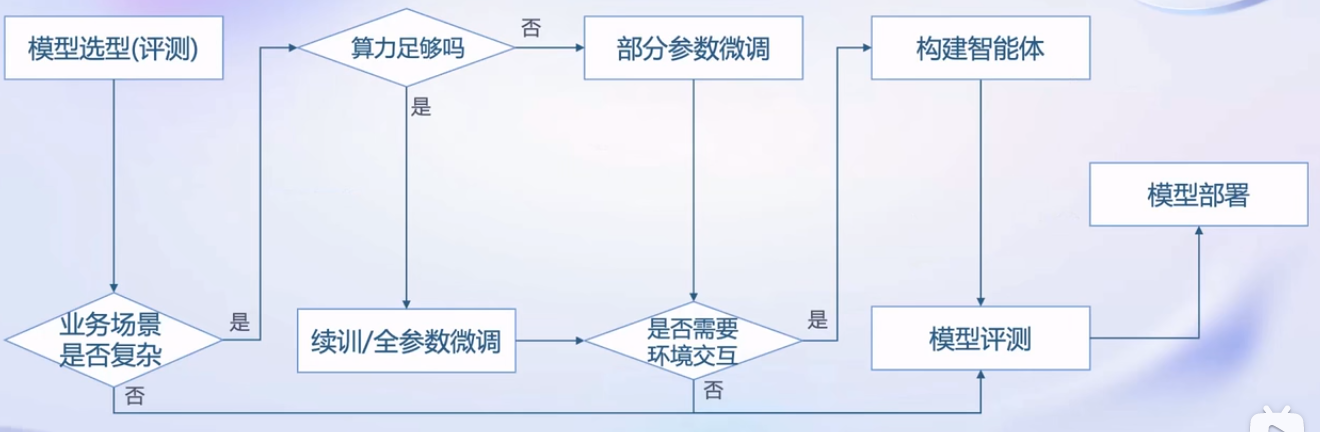 模型选型(评测)
算力足够吗
否
部分参数微调
构建智能体
是
模型部署
业务场景
是否复杂
是
续训/全参数微调
是否需要
环境交互
是
模型评测
否
否